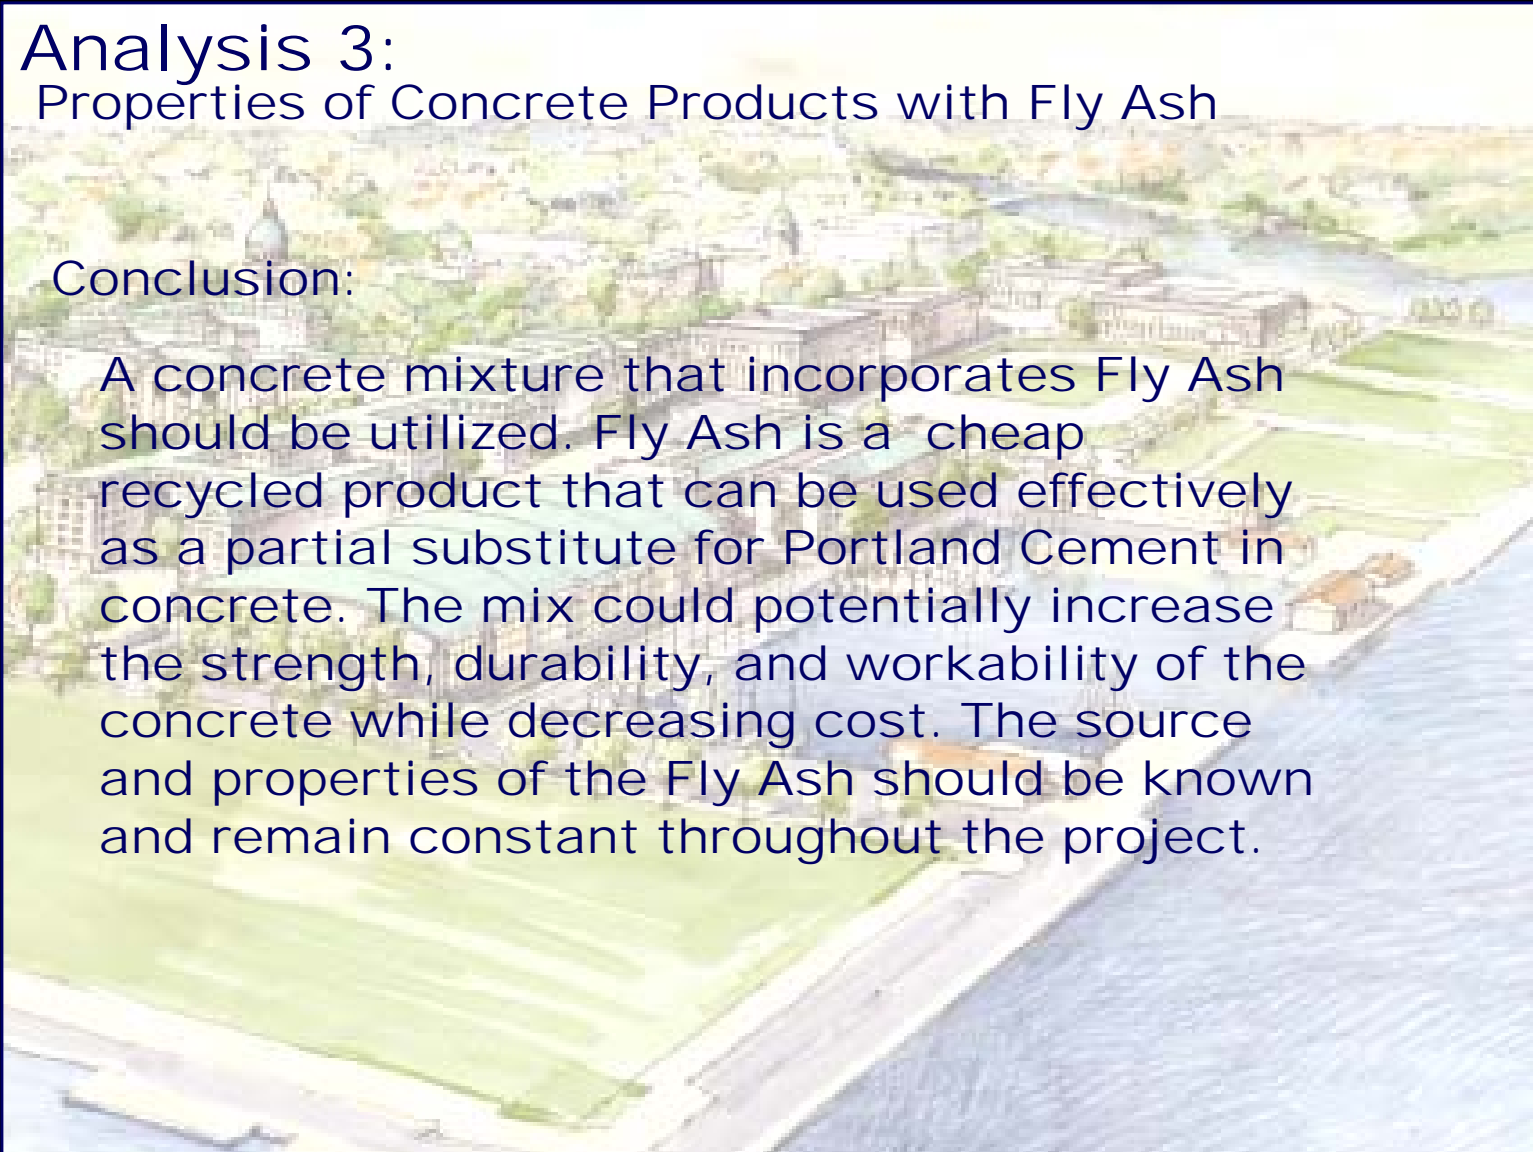 Analysis 3:
Properties of Concrete Products with Fly Ash
Conclusion:
A concrete mixture that incorporates Fly Ash
should be utilized. Fly Ash is a  cheap
recycled product that can be used effectively
as a partial substitute for Portland Cement in
concrete. The mix could potentially increase
the strength, durability, and workability of the
concrete while decreasing cost. The source
and properties of the Fly Ash should be known
and remain constant throughout the project.